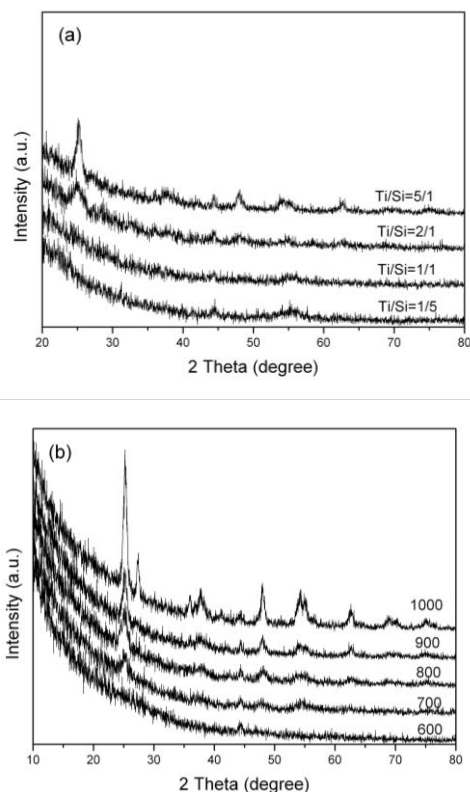 (a)
Intensity (a.u.)
Ti/Si=5/1
Ti/Si=2/1
Ti/Si=1/1
Ti/Si=1/5
20 30 40 50 60 70 80
2 Theta (degree)
(b)
Intensity (a.u.)
1000
900
800
700
600
10 20 30 40 50 60 70 80
2 Theta (degree)